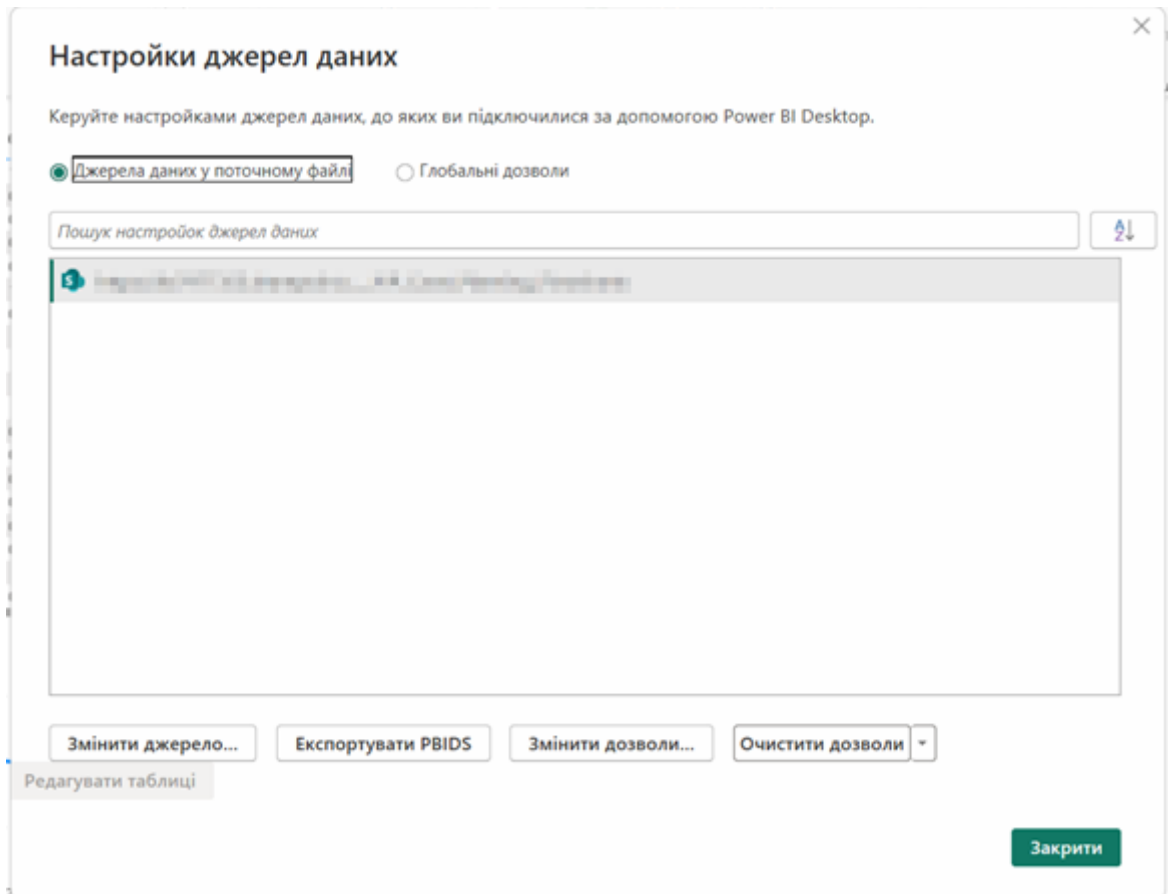 Настройки джерел даних
Керуйте настройками джерел даних, до яких ви підключилися за допомогою Power BI Desktop.
Джерела даних у поточному файлі Глобальні дозволи
Пошук настройок джерел даних
Змінити джерело... Експортувати PBIDS Змінити дозволи... Очистити дозволи
Редагувати таблиці
Закрити